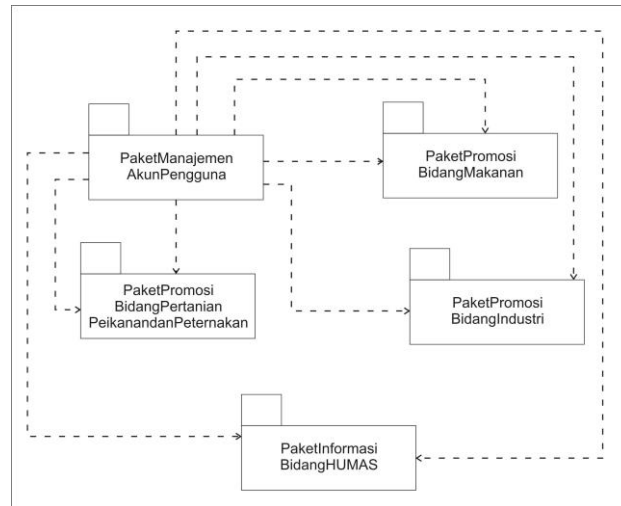 PaketManajemen
AkunPengguna
PaketPromosi
BidangMakanan
PaketPromosi
BidangPertanian
PeikanandanPeternakan
PaketPromosi
BidangIndustri
PaketInformasi
BidangHUMAS